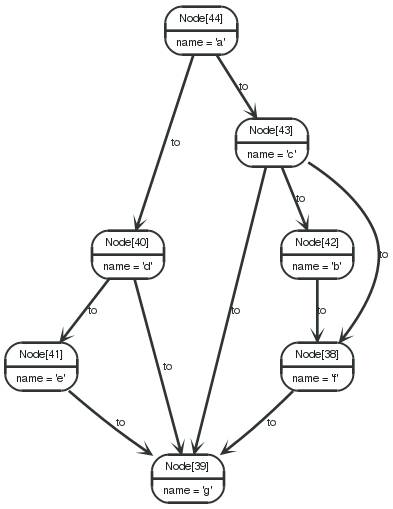 Node[44]
name = 'a'
to
Node[43]
name = 'c'
to
to
Node[40]
name = 'd'
Node[42]
name = 'b'
to
to
to
to
Node[41]
name = 'e'
Node[38]
name = 'f'
to
to
to
Node[39]
name = 'g'